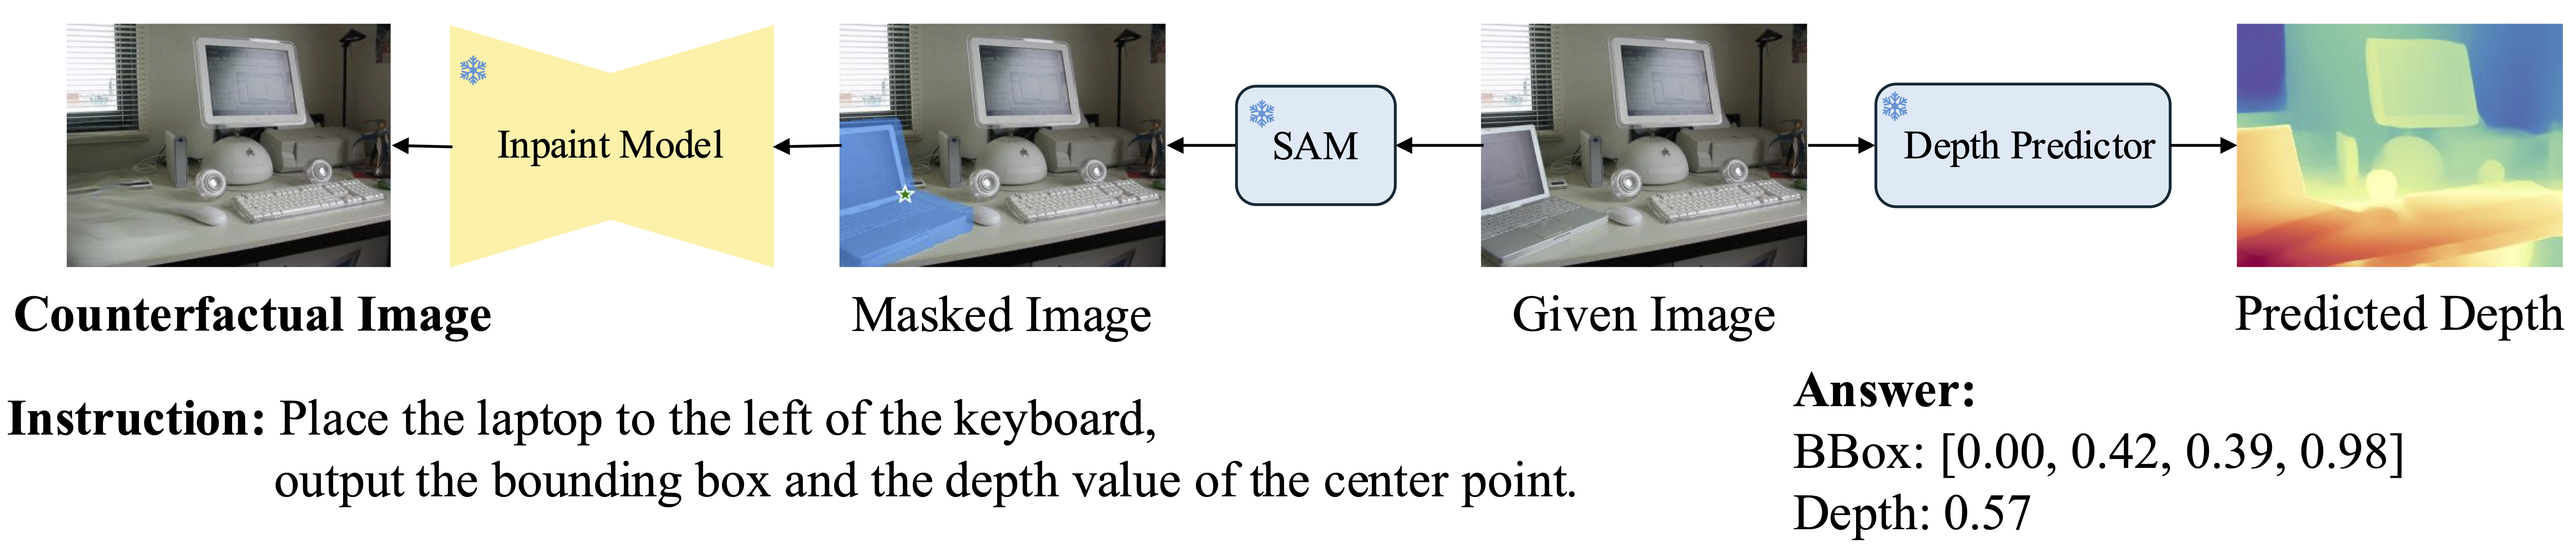 Inpaint Model
SAM
Depth Predictor
Counterfactual Image
Masked Image
Given Image
Predicted Depth
Instruction: Place the laptop to the left of the keyboard,
output the bounding box and the depth value of the center point.
Answer:
BBox: [0.00, 0.42, 0.39, 0.98]
Depth: 0.57